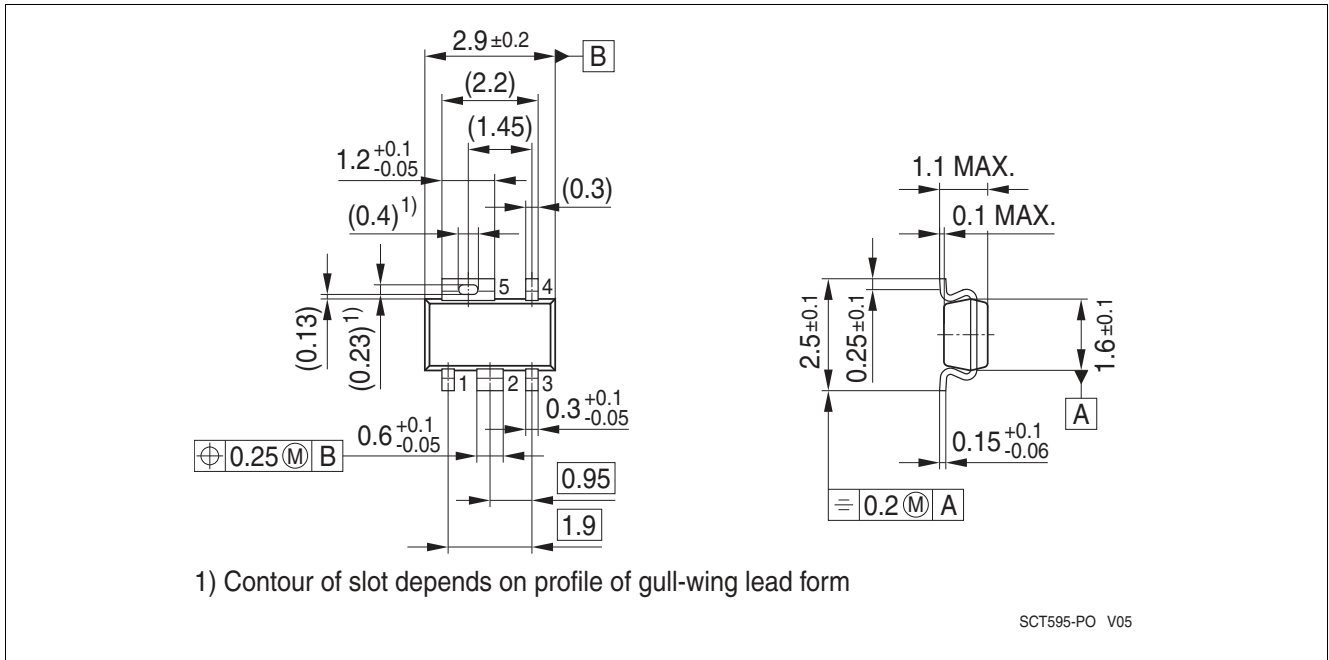 2.9±0.2
B
(2.2)
(1.45)
1.2 +0.1 -0.05
(0.3)
(0.4) 1)
5
4
(0.13)
(0.23) 1)
1
2
3
0.3 +0.1 -0.05
0.6 +0.1 -0.05
⌖ 0.25 Ⓜ B
0.95
1.9
1.1 MAX.
0.1 MAX.
2.5±0.1
0.25±0.1
1.6±0.1
A
0.15 +0.1 -0.06
⌯ 0.2 Ⓜ A
1) Contour of slot depends on profile of gull-wing lead form
SCT595-PO V05